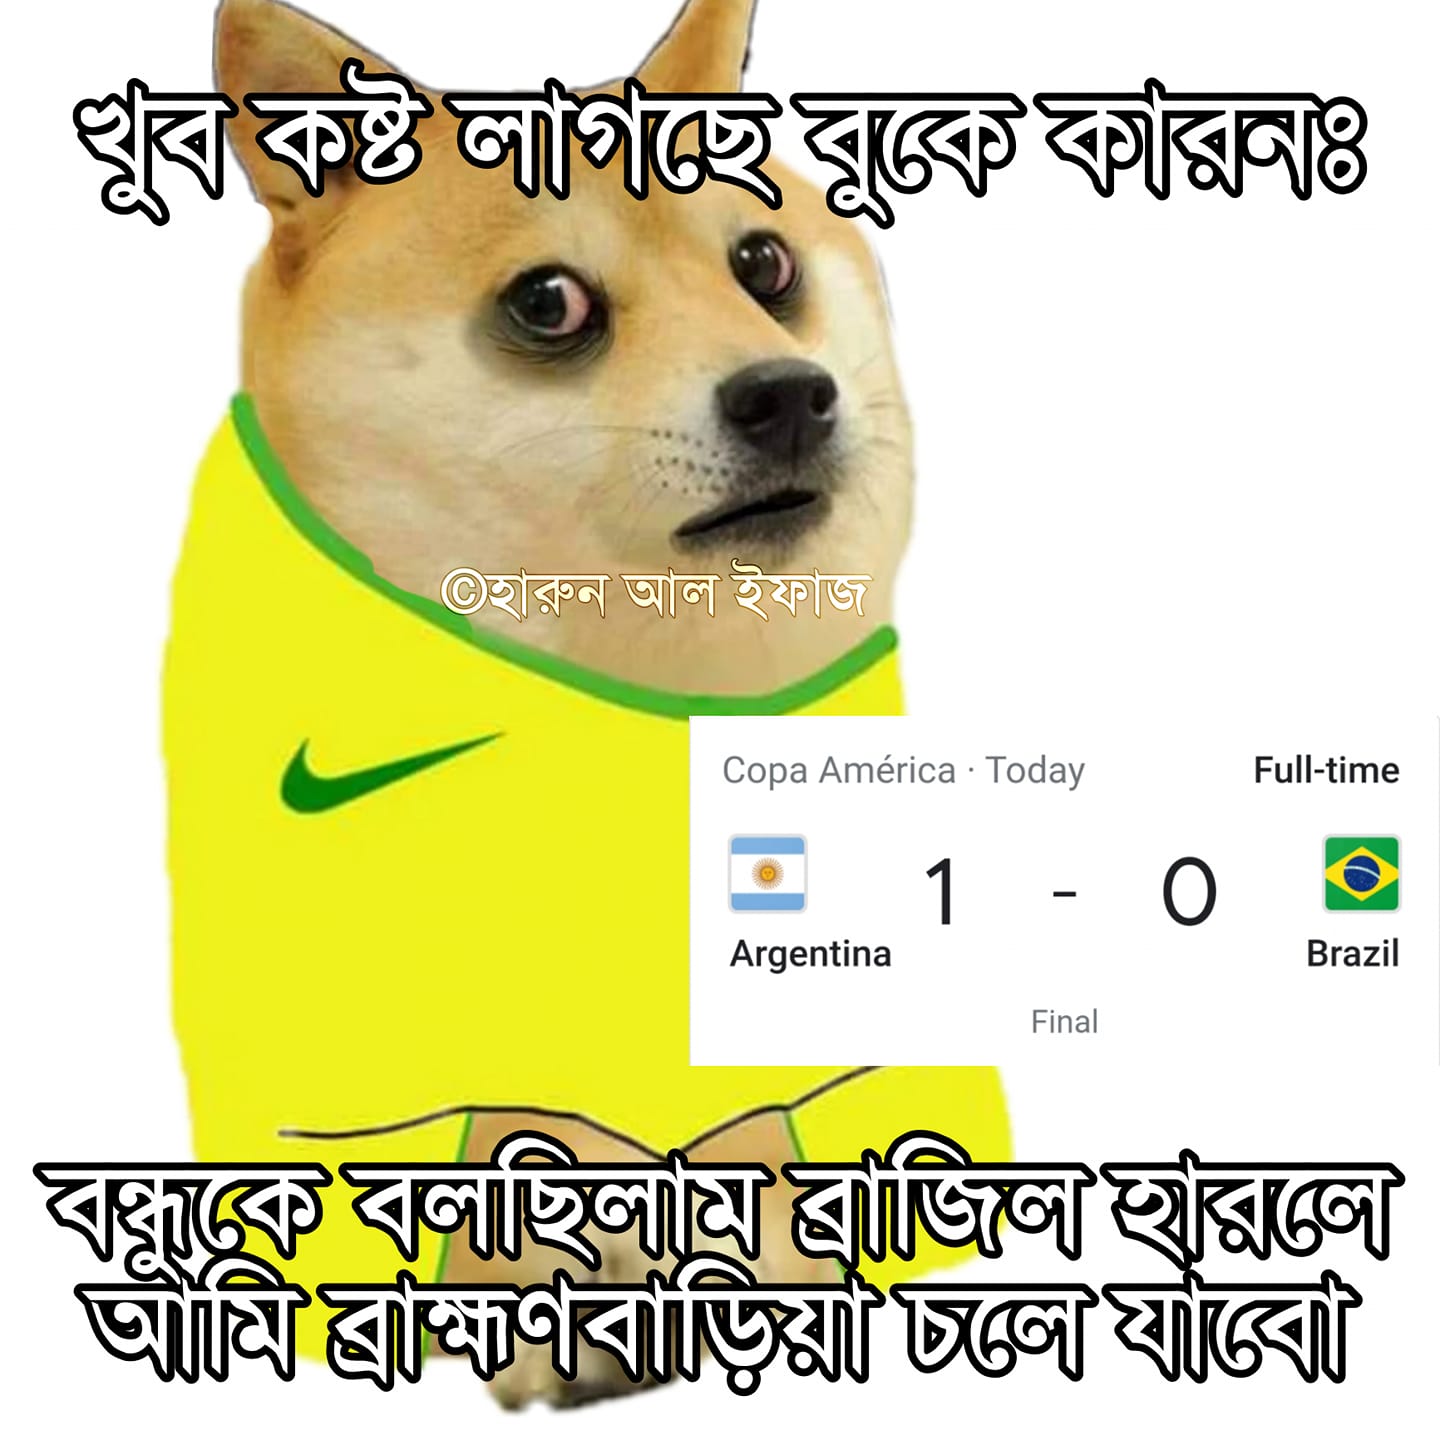 খুব কষ্ট লাগছে বুকে কারনঃ
©হারুন আল ইফাজ
Copa América · Today Full-time
1 - 0
Argentina Brazil
Final
বন্ধুকে বলছিলাম ব্রাজিল হারলে
আমি ব্রাহ্মণবাড়িয়া চলে যাবো